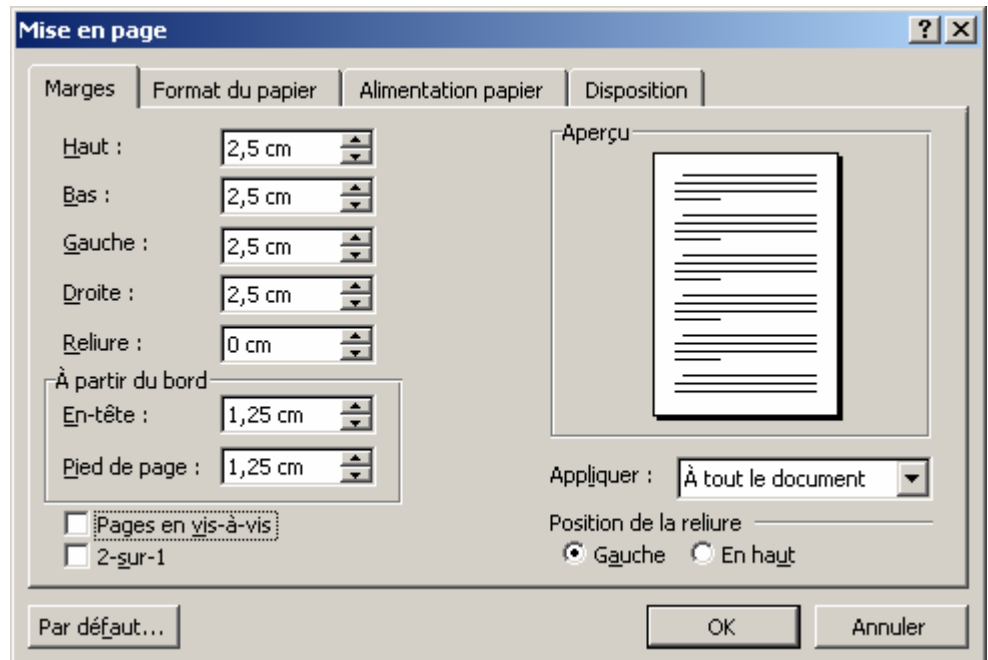 Mise en page
Marges Format du papier Alimentation papier Disposition
Haut : 2,5 cm
Bas : 2,5 cm
Gauche : 2,5 cm
Droite : 2,5 cm
Reliure : 0 cm
À partir du bord
En-tête : 1,25 cm
Pied de page : 1,25 cm
Pages en vis-à-vis
2-sur-1
Aperçu
Appliquer : À tout le document
Position de la reliure
Gauche En haut
Par défaut... OK Annuler